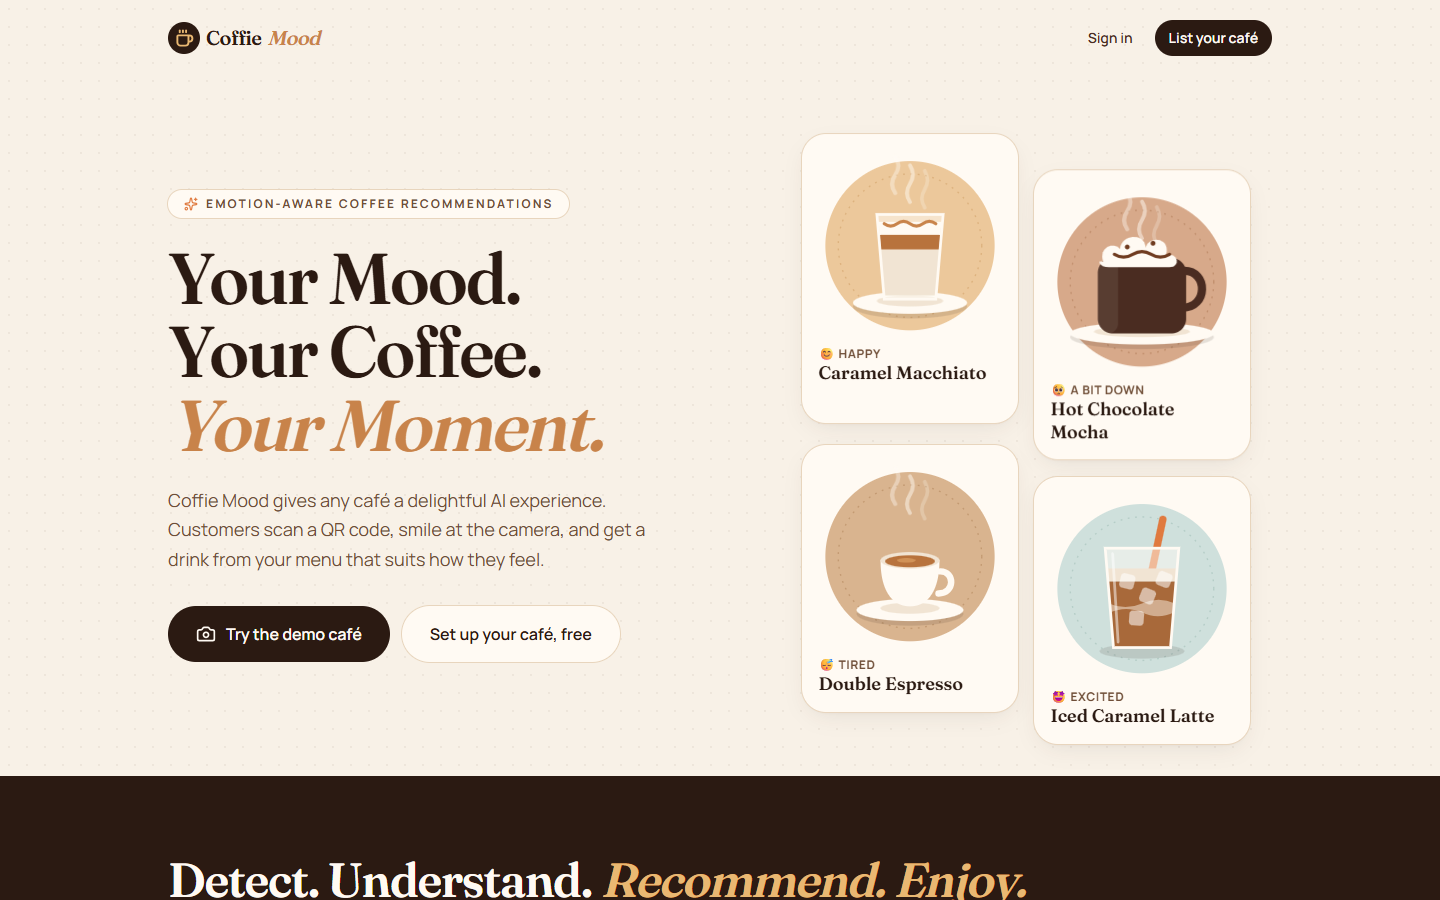 Coffie Mood
Sign in
List your café
EMOTION-AWARE COFFEE RECOMMENDATIONS
Your Mood.
Your Coffee.
Your Moment.
Coffie Mood gives any café a delightful AI experience.
Customers scan a QR code, smile at the camera, and get a
drink from your menu that suits how they feel.
Try the demo café
Set up your café, free
HAPPY
Caramel Macchiato
A BIT DOWN
Hot Chocolate
Mocha
TIRED
Double Espresso
EXCITED
Iced Caramel Latte
Detect. Understand. Recommend. Enjoy.